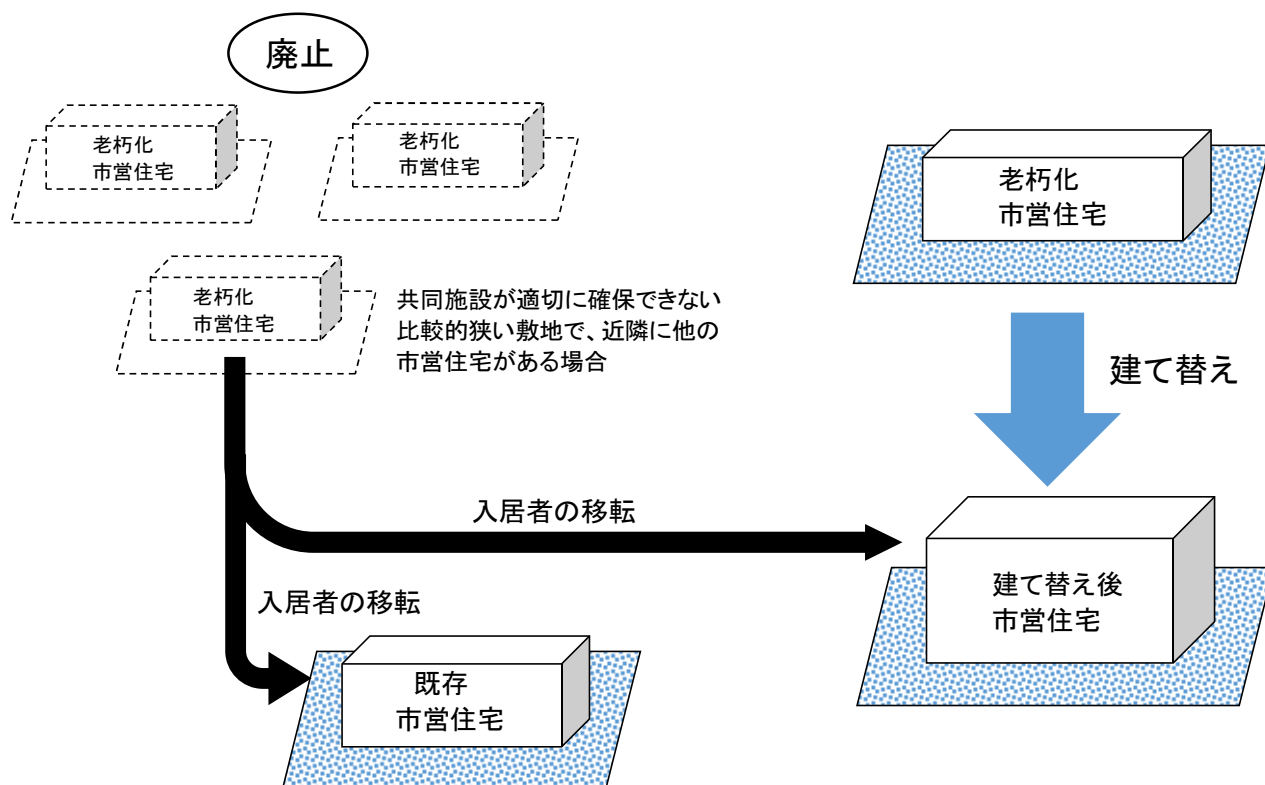 廃止
老朽化
市営住宅
老朽化
市営住宅
老朽化
市営住宅
老朽化
市営住宅
共同施設が適切に確保できない
比較的狭い敷地で、近隣に他の
市営住宅がある場合
建て替え
入居者の移転
入居者の移転
建て替え後
市営住宅
既存
市営住宅